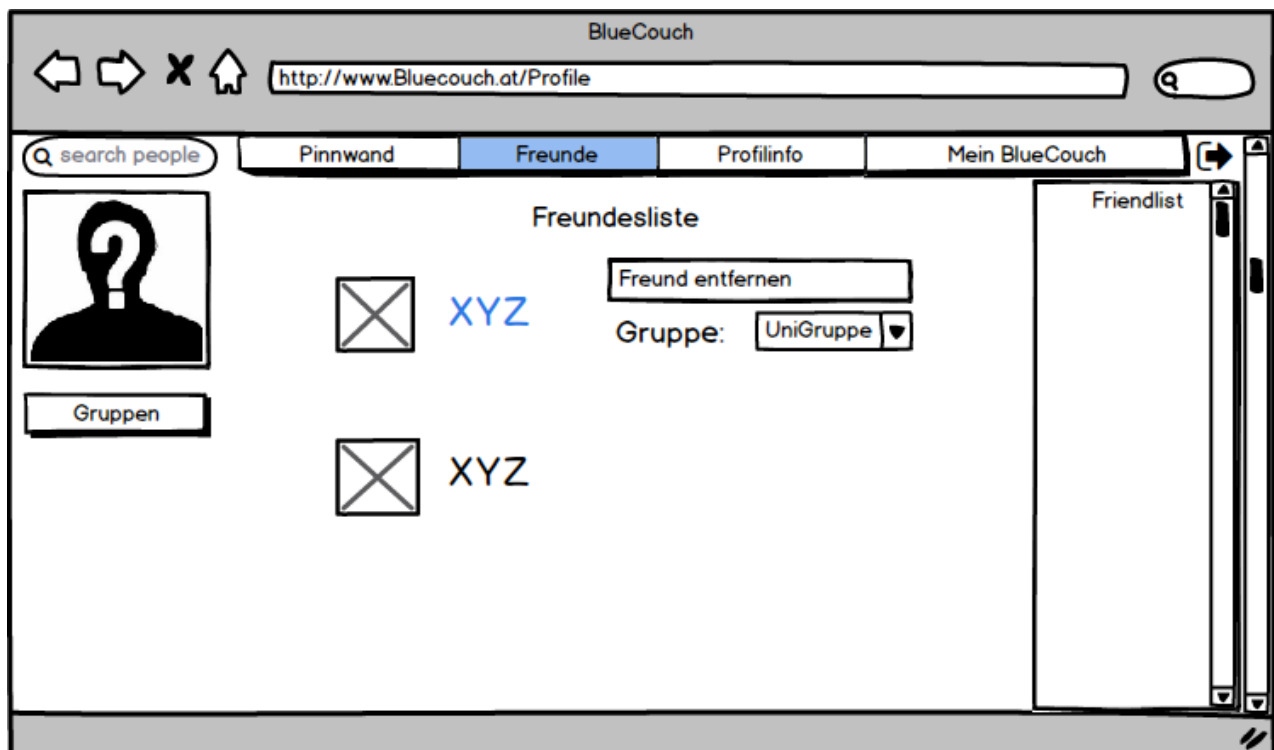 BlueCouch
http://www.Bluecouch.at/Profile
search people
Pinnwand
Freunde
Profilinfo
Mein BlueCouch
Friendlist
Freundesliste
XYZ
Freund entfernen
Gruppe:
UniGruppe
Gruppen
XYZ